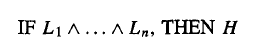 IF L₁ ∧ … ∧ Lₙ, THEN H